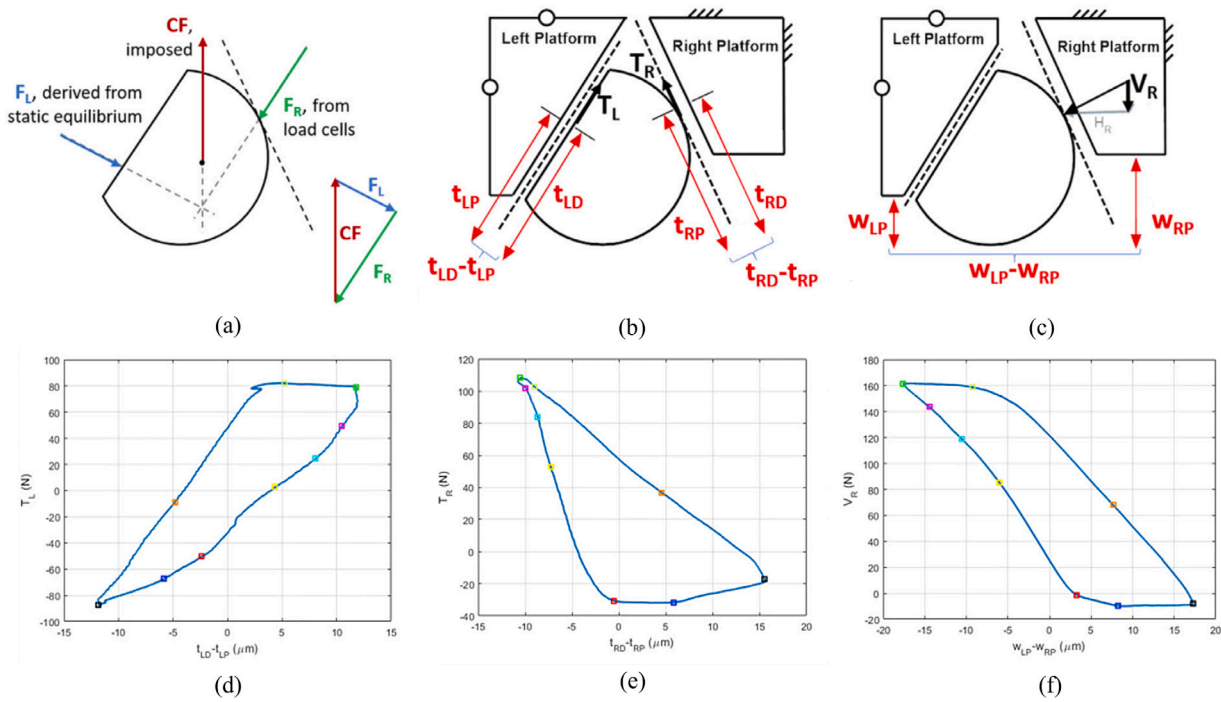 CF,
imposed
F_L, derived from
static equilibrium
F_R, from
load cells
F_L
CF
F_R
(a)
Left Platform
Right Platform
T_R
T_L
t_LP
t_LD
t_RD
t_RP
t_LD-t_LP
t_RD-t_RP
(b)
Left Platform
Right Platform
V_R
H_R
w_LP
w_RP
w_LP-w_RP
(c)
100
80
60
40
20
0
-20
-40
-60
-80
-100
T_L (N)
-15 -10 -5 0 5 10 15
t_LD-t_LP (μm)
(d)
120
100
80
60
40
20
0
-20
-40
T_R (N)
-15 -10 -5 0 5 10 15 20
t_RD-t_RP (μm)
(e)
180
160
140
120
100
80
60
40
20
0
-20
V_R (N)
-20 -15 -10 -5 0 5 10 15 20
w_LP-w_RP (μm)
(f)